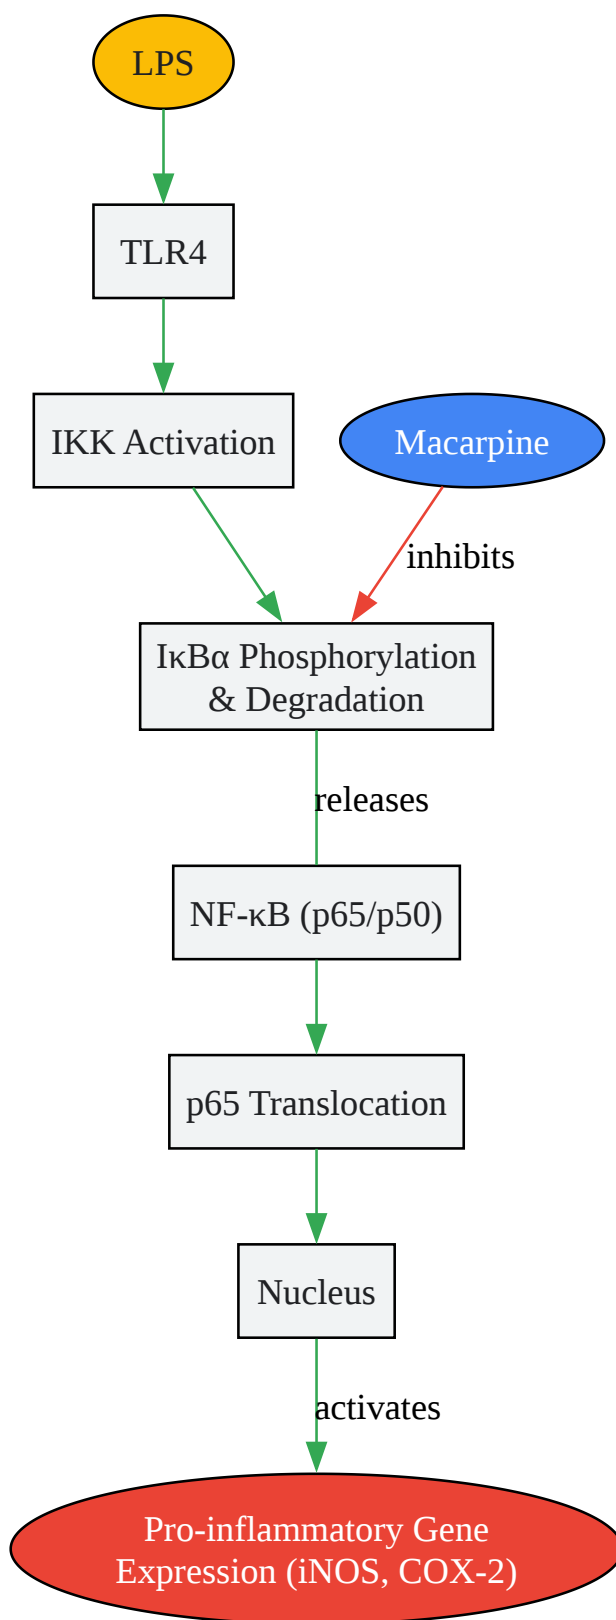 LPS
TLR4
IKK Activation
Macarpine
inhibits
IκBα Phosphorylation
& Degradation
releases
NF-κB (p65/p50)
p65 Translocation
Nucleus
activates
Pro-inflammatory Gene
Expression (iNOS, COX-2)